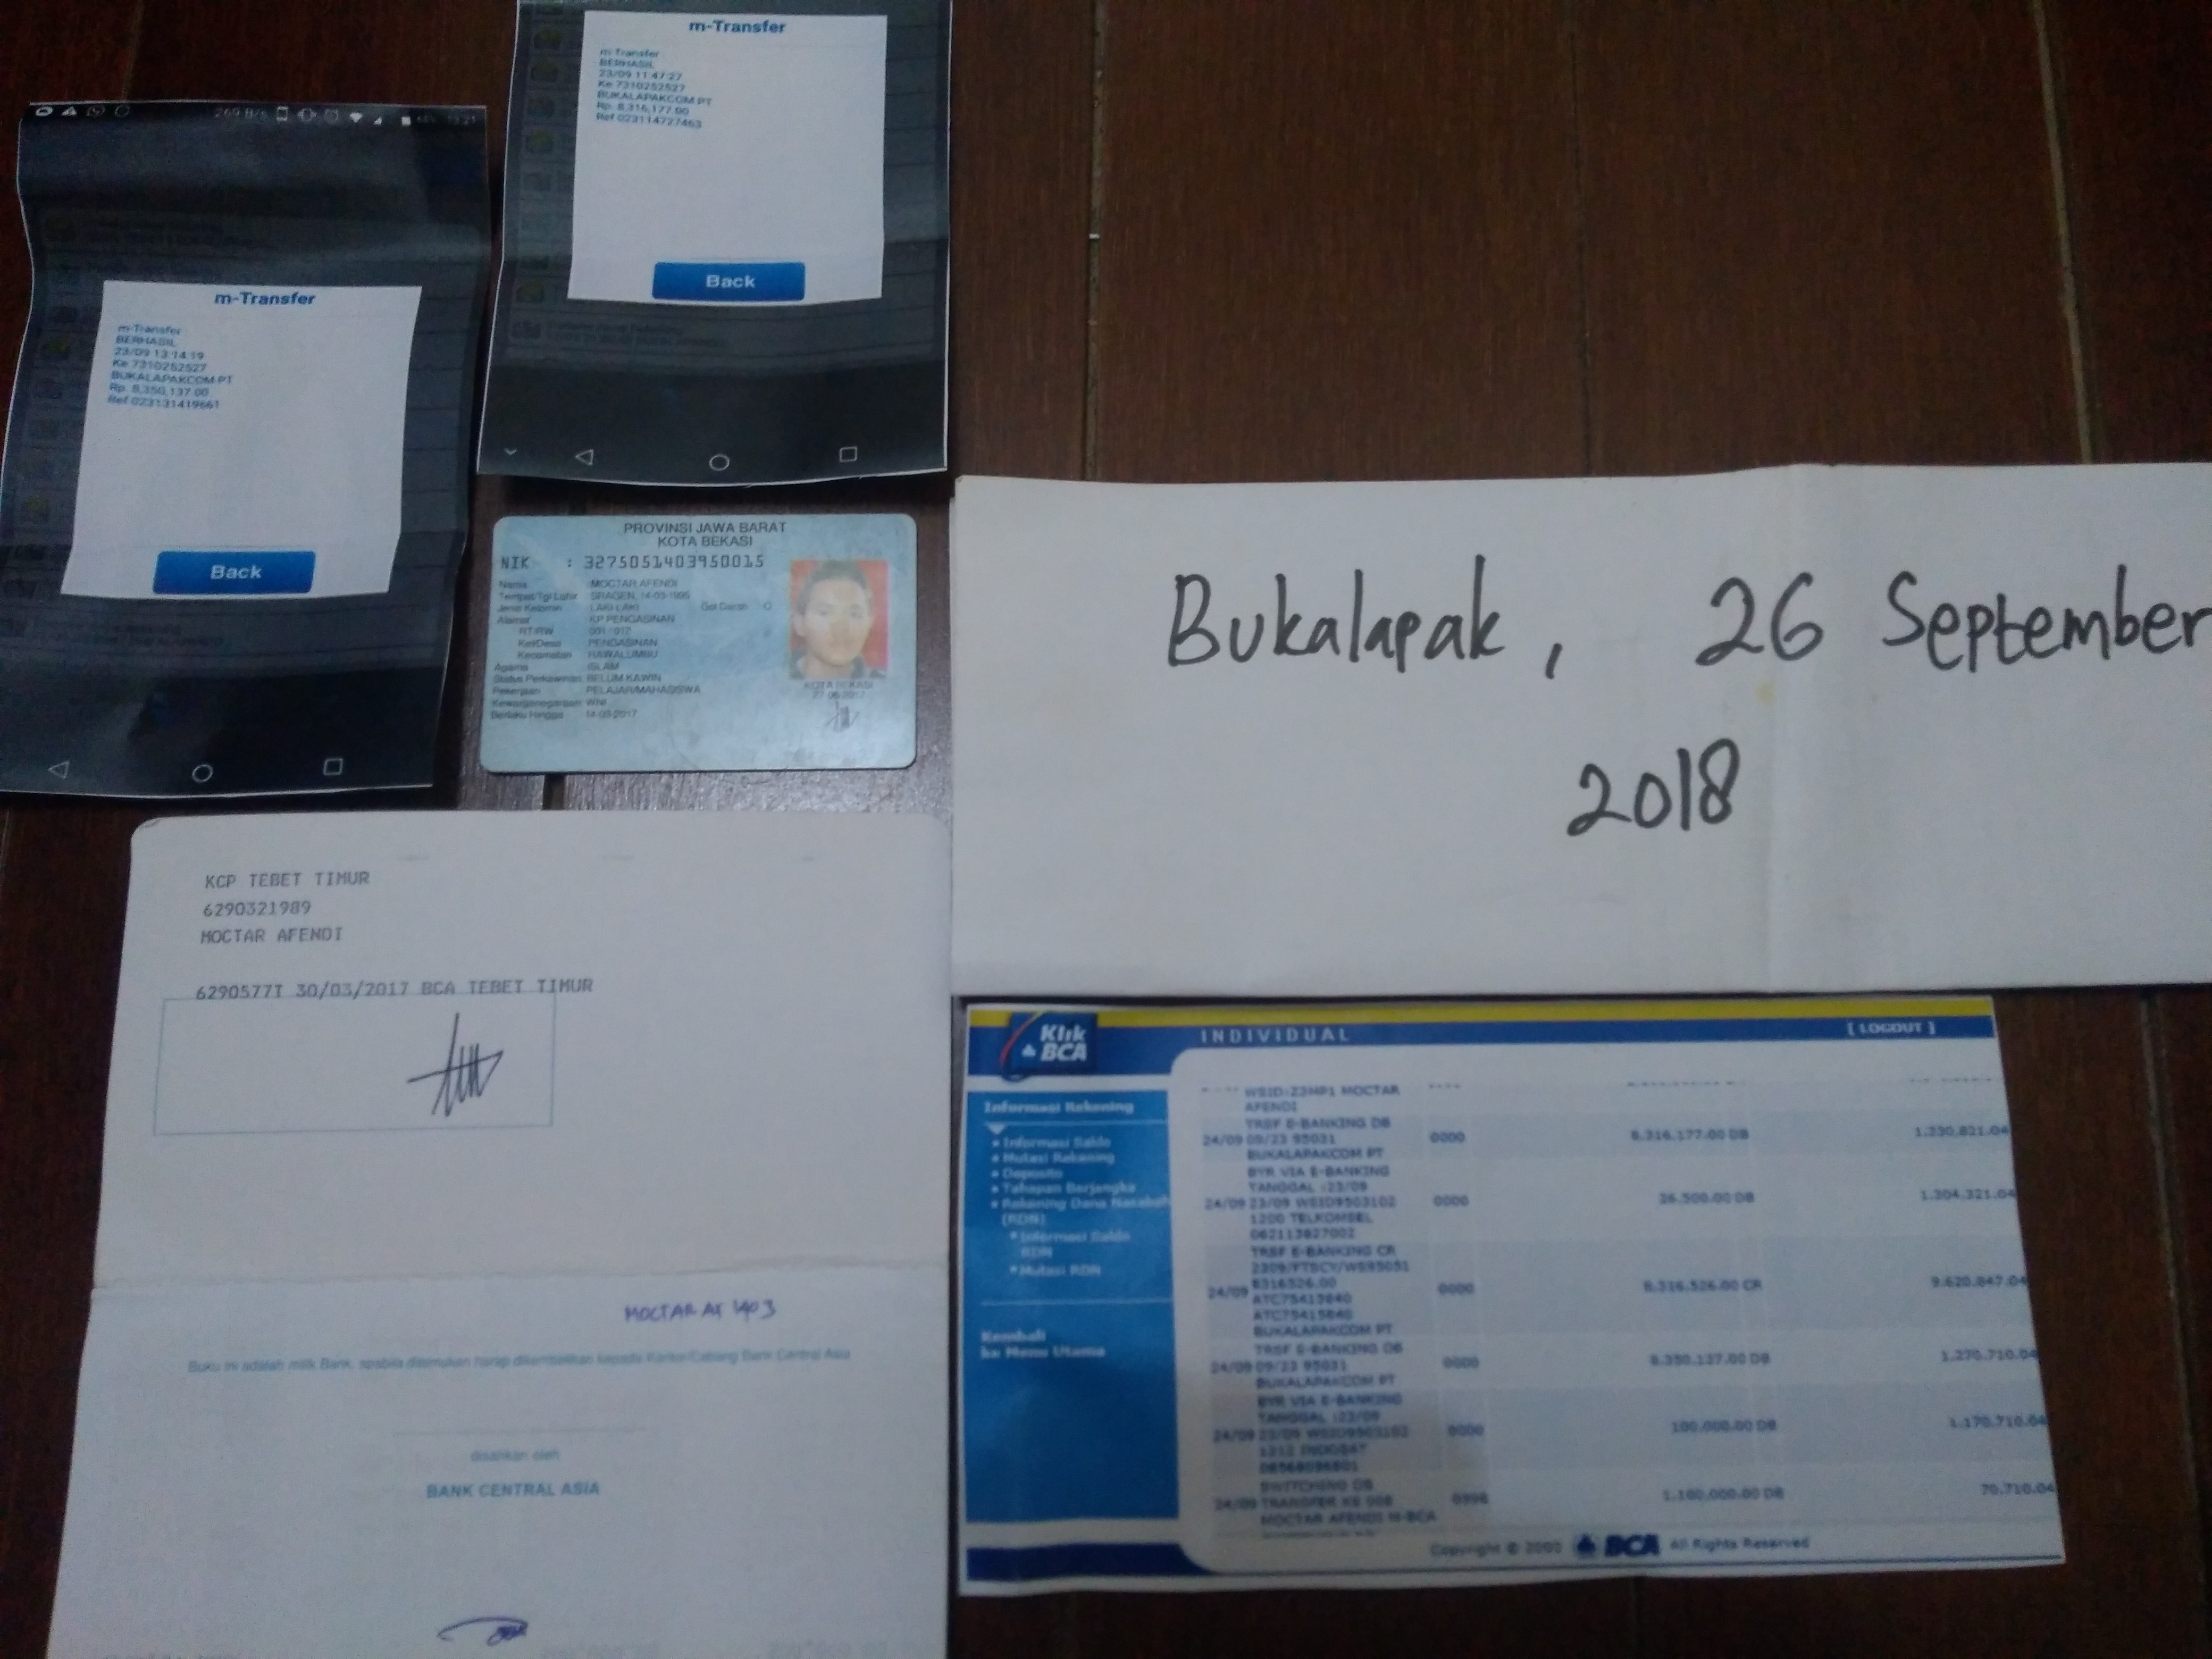 m-Transfer
m-Transfer
BERHASIL
23/09 11:47:27
Ke 7310252527
BUKALAPAKCOM PT
Rp. 8,316,177.00
Ref 023114727463
Back
m-Transfer
m-Transfer
BERHASIL
23/09 13:14:19
Ke 7310252527
BUKALAPAKCOM PT
Rp. 8,350,137.00
Ref 023131419661
Back
PROVINSI JAWA BARAT
KOTA BEKASI
NIK : 3275051403950015
Nama : MOCTAR AFENDI
Tempat/Tgl Lahir : SRAGEN, 14-03-1995
Jenis Kelamin : LAKI-LAKI Gol Darah O
Alamat : KP PENGASINAN
RT/RW 001/012
Kel/Desa PENGASINAN
Kecamatan RAWALUMBU
Agama ISLAM
Status Perkawinan: BELUM KAWIN
Pekerjaan PELAJAR/MAHASISWA
Kewarganegaraan: WNI
Berlaku Hingga 14-03-2017
KOTA BEKASI
Bukalapak, 26 September
2018
KCP TEBET TIMUR
6290321989
MOCTAR AFENDI
6290577T 30/03/2017 BCA TEBET TIMUR
MOCTAR AF 1403
Buku ini adalah milik Bank, apabila ditemukan harap dikembalikan kepada Kantor/Cabang Bank Central Asia
disahkan oleh
BANK CENTRAL ASIA
Klik BCA
INDIVIDUAL
[ LOGOUT ]
Informasi Rekening
Informasi Saldo
Mutasi Rekening
Deposito
Tahapan Berjangka
Rekening Dana Nasabah
(RDN)
Informasi Saldo
RDN
Mutasi RDN
Kembali
ke Menu Utama
WSID:Z3MP1 MOCTAR
AFENDI
TRSF E-BANKING DB
24/09 09/23 95031 0000 8.316.177.00 DB 1.330.821.04
BUKALAPAKCOM PT
BYR VIA E-BANKING
TANGGAL :23/09
24/09 23/09 WSID9503102 0000 26.500.00 DB 1.304.321.04
1200 TELKOMSEL
082113827002
TRSF E-BANKING CR
2309/FTSCY/WS95051
8316526.00
24/09 ATC75415840 0000 8.316.526.00 CR 9.620.847.04
ATC75415840
BUKALAPAKCOM PT
TRSF E-BANKING DB
24/09 09/23 95031 0000 8.350.137.00 DB 1.270.710.04
BUKALAPAKCOM PT
BYR VIA E-BANKING
TANGGAL :23/09
24/09 23/09 WSID9503102 0000 100.000.00 DB 1.170.710.04
1212 INDOSAT
SWITCHING DB
24/09 TRANSFER KE 008 0998 1.100.000.00 DB 70.710.04
MOCTAR AFENDI M-BCA
Copyright © 2000 BCA All Rights Reserved